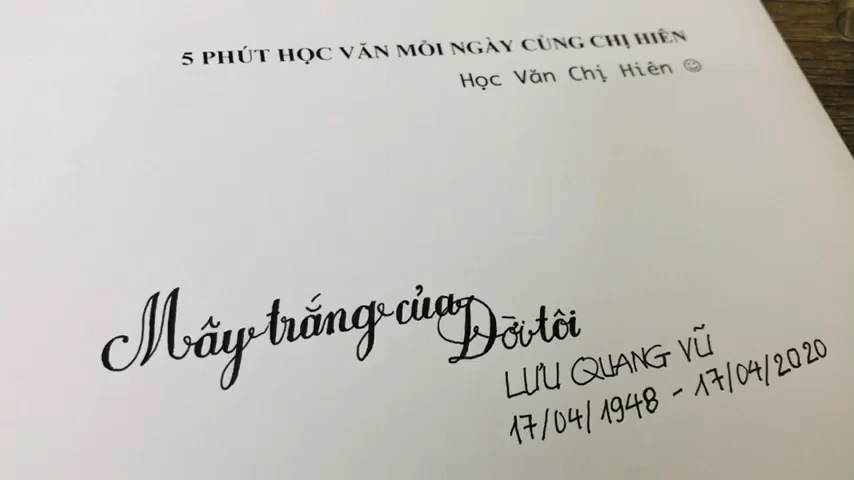 5 PHÚT HỌC VĂN MỖI NGÀY CÙNG CHỊ HIÊN
Học Văn Chị Hiên ☺
Mây trắng của Đời tôi
LƯU QUANG VŨ
17/04/1948 - 17/04/2020